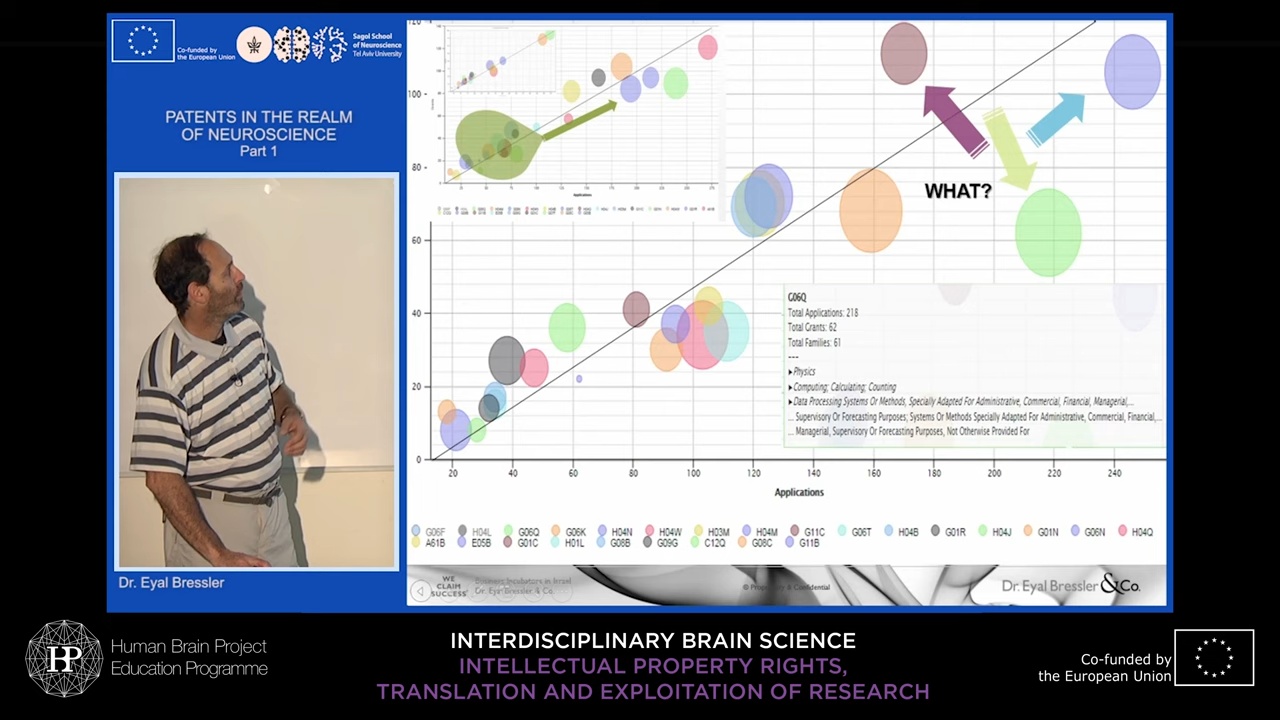 Co-funded by
the European Union
Sagol School
of Neuroscience
Tel Aviv University
PATENTS IN THE REALM
OF NEUROSCIENCE
Part 1
Dr. Eyal Bressler
120
100
80
60
40
20
0
20 40 60 80 100 120 140 160 180 200 220 240
Applications
Applications
WHAT?
G06Q
Total Applications: 218
Total Grants: 62
Total Families: 61
---
Physics
Computing; Calculating; Counting
Data Processing Systems Or Methods, Specially Adapted For Administrative, Commercial, Financial, Managerial,...
... Supervisory Or Forecasting Purposes; Systems Or Methods Specially Adapted For Administrative, Commercial, Financial,...
... Managerial, Supervisory Or Forecasting Purposes, Not Otherwise Provided For
G06F H04L G06Q G06K H04N H04W H03M H04M G11C G06T H04B G01R H04J G01N G06N H04Q
A61B E05B G01C H01L G08B G09G C12Q G08C G11B
WE
CLAIM
SUCCESS
Dr. Eyal Bressler & Co.
Dr. Eyal Bressler &Co.
Human Brain Project
Education Programme
INTERDISCIPLINARY BRAIN SCIENCE
INTELLECTUAL PROPERTY RIGHTS,
TRANSLATION AND EXPLOITATION OF RESEARCH
Co-funded by
the European Union